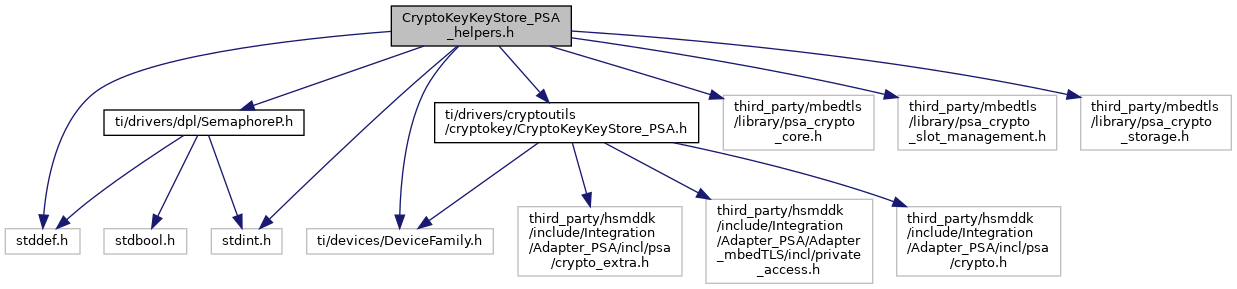 CryptoKeyKeyStore_PSA
_helpers.h
ti/drivers/dpl/SemaphoreP.h
ti/drivers/cryptoutils
/cryptokey/CryptoKeyKeyStore_PSA.h
third_party/mbedtls
/library/psa_crypto
_core.h
third_party/mbedtls
/library/psa_crypto
_slot_management.h
third_party/mbedtls
/library/psa_crypto
_storage.h
stddef.h
stdbool.h
stdint.h
ti/devices/DeviceFamily.h
third_party/hsmddk
/include/Integration
/Adapter_PSA/incl/psa
/crypto_extra.h
third_party/hsmddk
/include/Integration
/Adapter_PSA/Adapter
_mbedTLS/incl/private
_access.h
third_party/hsmddk
/include/Integration
/Adapter_PSA/incl/psa
/crypto.h